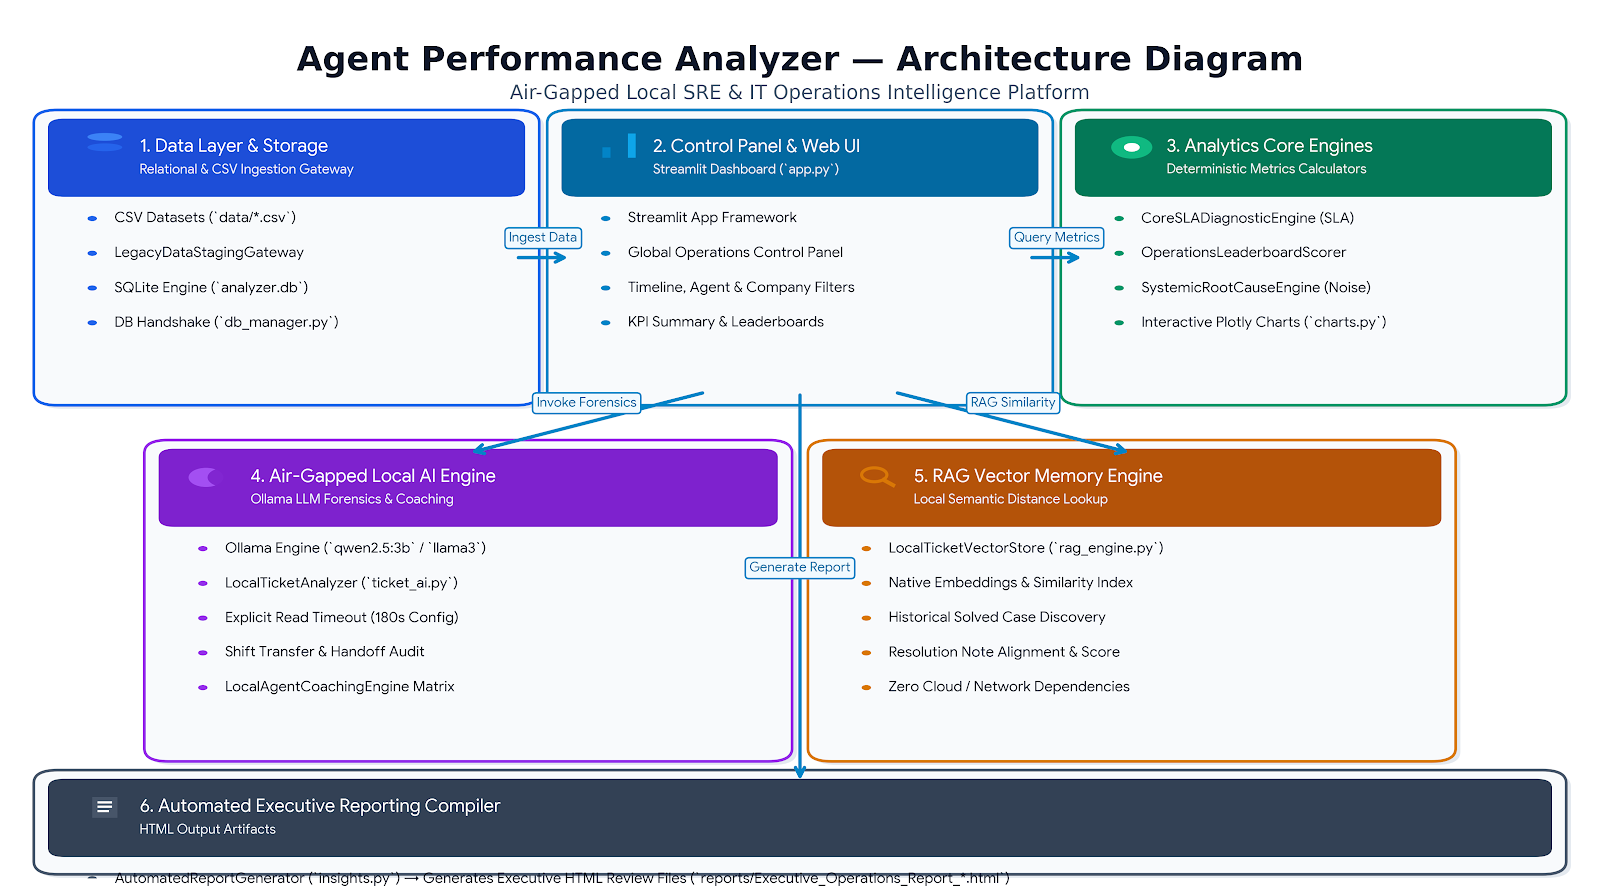 Agent Performance Analyzer — Architecture Diagram
Air-Gapped Local SRE & IT Operations Intelligence Platform
1. Data Layer & Storage
Relational & CSV Ingestion Gateway
CSV Datasets (`data/*.csv`)
LegacyDataStagingGateway
SQLite Engine (`analyzer.db`)
DB Handshake (`db_manager.py`)
Ingest Data
2. Control Panel & Web UI
Streamlit Dashboard (`app.py`)
Streamlit App Framework
Global Operations Control Panel
Timeline, Agent & Company Filters
KPI Summary & Leaderboards
Query Metrics
3. Analytics Core Engines
Deterministic Metrics Calculators
CoreSLADiagnosticEngine (SLA)
OperationsLeaderboardScorer
SystemicRootCauseEngine (Noise)
Interactive Plotly Charts (`charts.py`)
Invoke Forensics
RAG Similarity
4. Air-Gapped Local AI Engine
Ollama LLM Forensics & Coaching
Ollama Engine (`qwen2.5:3b` / `llama3`)
LocalTicketAnalyzer (`ticket_ai.py`)
Explicit Read Timeout (180s Config)
Shift Transfer & Handoff Audit
LocalAgentCoachingEngine Matrix
Generate Report
5. RAG Vector Memory Engine
Local Semantic Distance Lookup
LocalTicketVectorStore (`rag_engine.py`)
Native Embeddings & Similarity Index
Historical Solved Case Discovery
Resolution Note Alignment & Score
Zero Cloud / Network Dependencies
6. Automated Executive Reporting Compiler
HTML Output Artifacts
AutomatedReportGenerator (`insights.py`) → Generates Executive HTML Review Files (`reports/Executive_Operations_Report_*.html`)